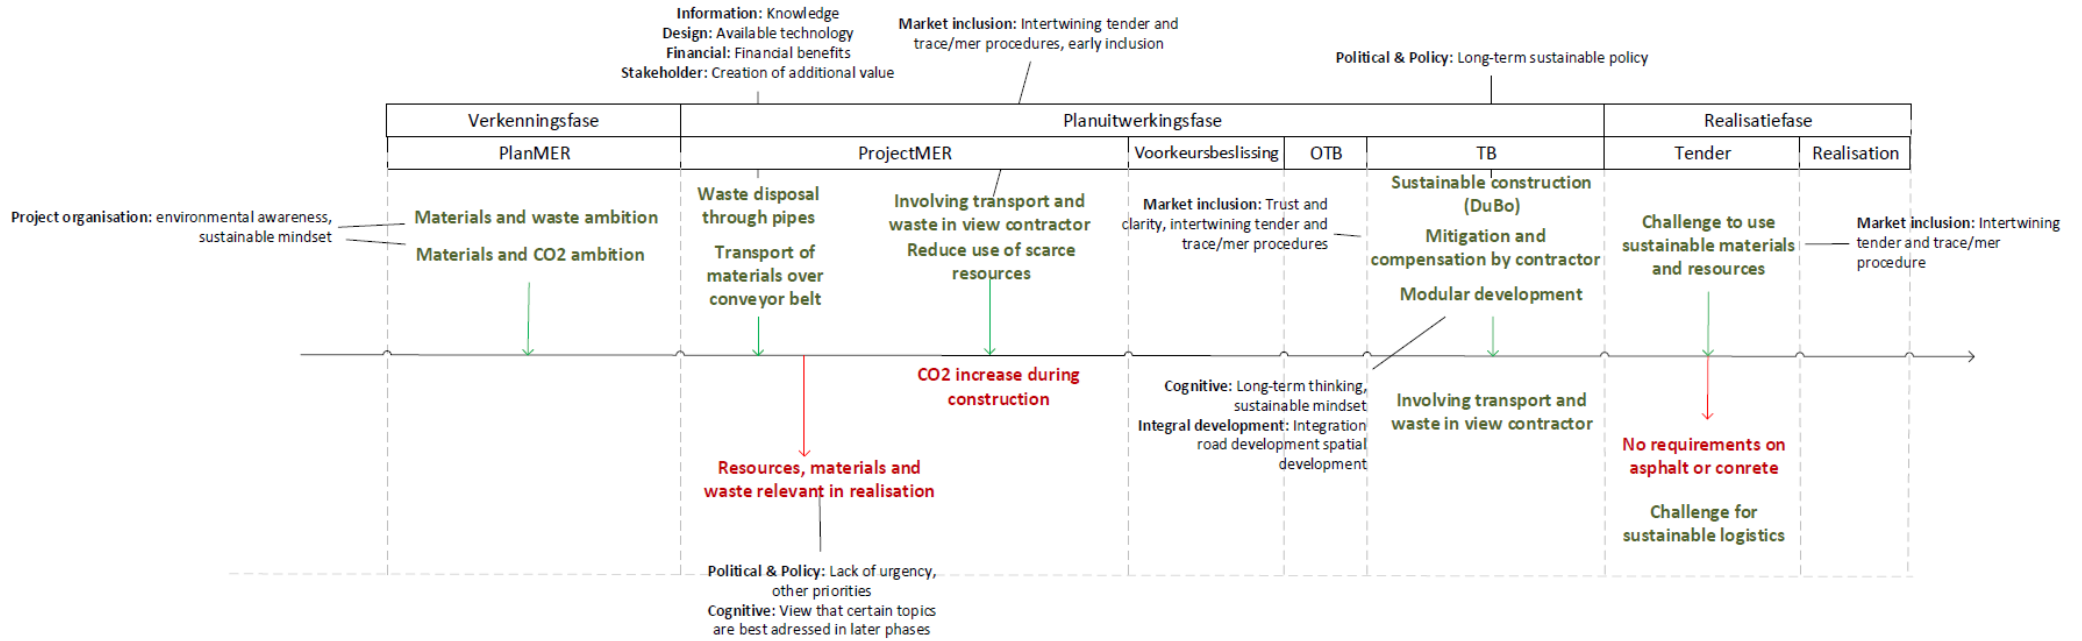 Information: Knowledge
Design: Available technology
Financial: Financial benefits
Stakeholder: Creation of additional value
Market inclusion: Intertwining tender and
trace/mer procedures, early inclusion
Political & Policy: Long-term sustainable policy
Verkenningsfase
Planuitwerkingsfase
Realisatiefase
PlanMER
ProjectMER
Voorkeursbeslissing
OTB
TB
Tender
Realisation
Project organisation: environmental awareness,
sustainable mindset
Materials and waste ambition
Materials and CO2 ambition
Waste disposal
through pipes
Transport of
materials over
conveyor belt
Involving transport and
waste in view contractor
Reduce use of scarce
resources
Market inclusion: Trust and
clarity, intertwining tender and
trace/mer procedures
Sustainable construction
(DuBo)
Mitigation and
compensation by contractor
Modular development
Challenge to use
sustainable materials
and resources
Market inclusion: Intertwining
tender and trace/mer
procedure
CO2 increase during
construction
Resources, materials and
waste relevant in realisation
Cognitive: Long-term thinking,
sustainable mindset
Integral development: Integration
road development spatial
development
Involving transport and
waste in view contractor
No requirements on
asphalt or conrete
Challenge for
sustainable logistics
Political & Policy: Lack of urgency,
other priorities
Cognitive: View that certain topics
are best adressed in later phases